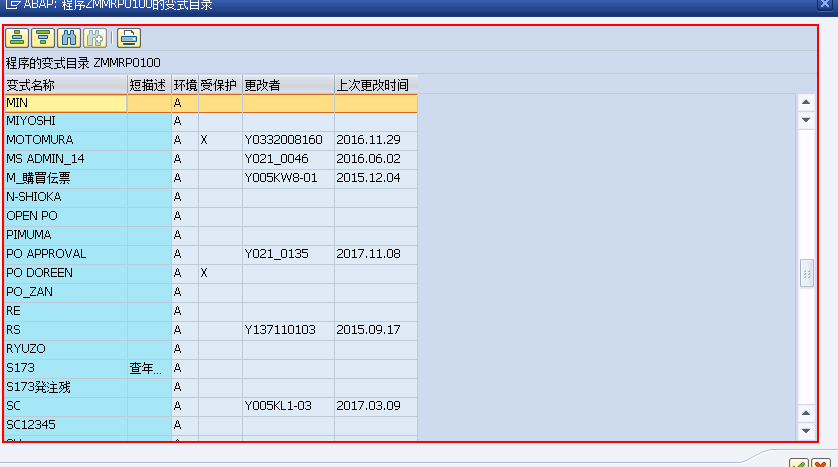 ABAP: 程序ZMMRP0100的变式目录
程序的变式目录 ZMMRP0100
变式名称 短描述 环境 受保护 更改者 上次更改时间
MIN A
MIYOSHI A
MOTOMURA A X Y0332008160 2016.11.29
MS ADMIN_14 A Y021_0046 2016.06.02
M_購買伝票 A Y005KW8-01 2015.12.04
N-SHIOKA A
OPEN PO A
PIMUMA A
PO APPROVAL A Y021_0135 2017.11.08
PO DOREEN A X
PO_ZAN A
RE A
RS A Y137110103 2015.09.17
RYUZO A
S173 查年... A
S173発注残 A
SC A Y005KL1-03 2017.03.09
SC12345 A